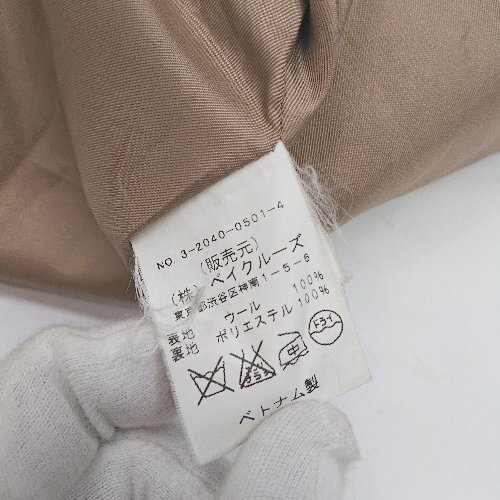 NO. 3-2040-0501-4
(販売元)
(株) ベイクルーズ
東京都渋谷区神南1-5-6
表地 ウール 100%
裏地 ポリエステル 100%
中
ドライ
ベトナム製